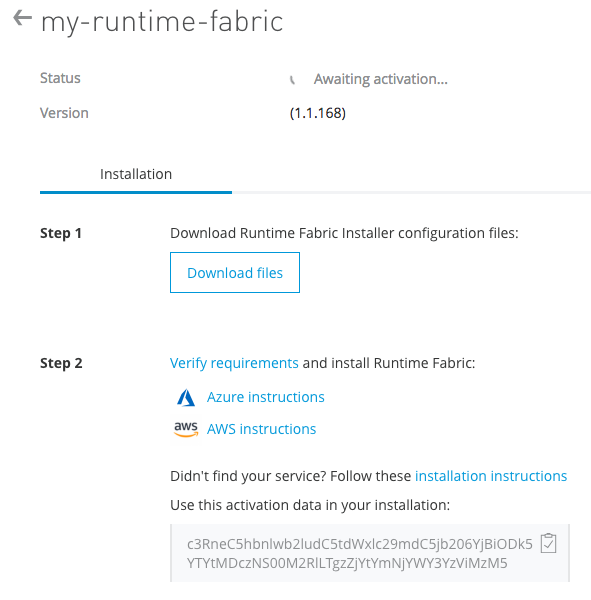 my-runtime-fabric
Status Awaiting activation...
Version (1.1.168)
Installation
Step 1 Download Runtime Fabric Installer configuration files:
Download files
Step 2 Verify requirements and install Runtime Fabric:
Azure instructions
aws AWS instructions
Didn't find your service? Follow these installation instructions
Use this activation data in your installation:
c3RneC5hbnlwb2ludC5tdWxlc29mdC5jb206YjBiODk5
YTYtMDczNS00M2RlLTgzZjYtYmNjYWY3YzViMzM5